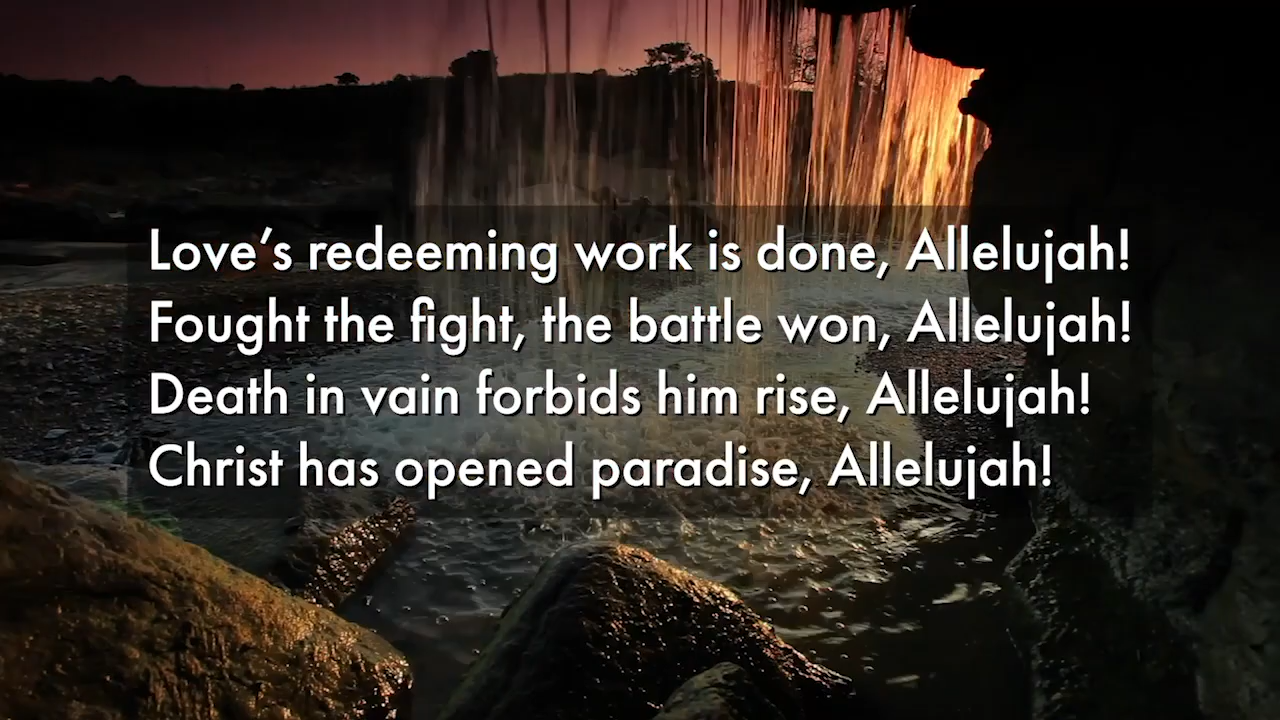 Love’s redeeming work is done, Allelujah!
Fought the fight, the battle won, Allelujah!
Death in vain forbids him rise, Allelujah!
Christ has opened paradise, Allelujah!